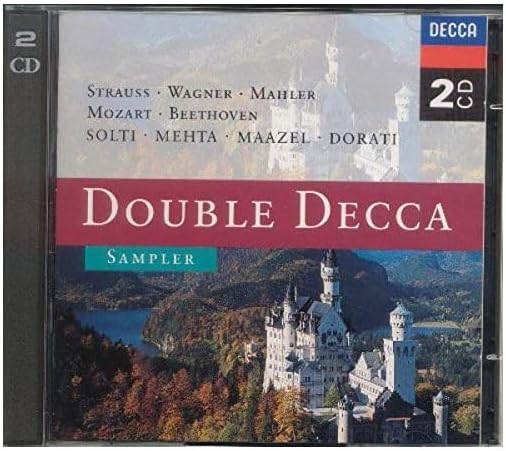 2
CD
DECCA
2CD
STRAUSS · WAGNER · MAHLER
MOZART · BEETHOVEN
SOLTI · MEHTA · MAAZEL · DORATI
DOUBLE DECCA
SAMPLER